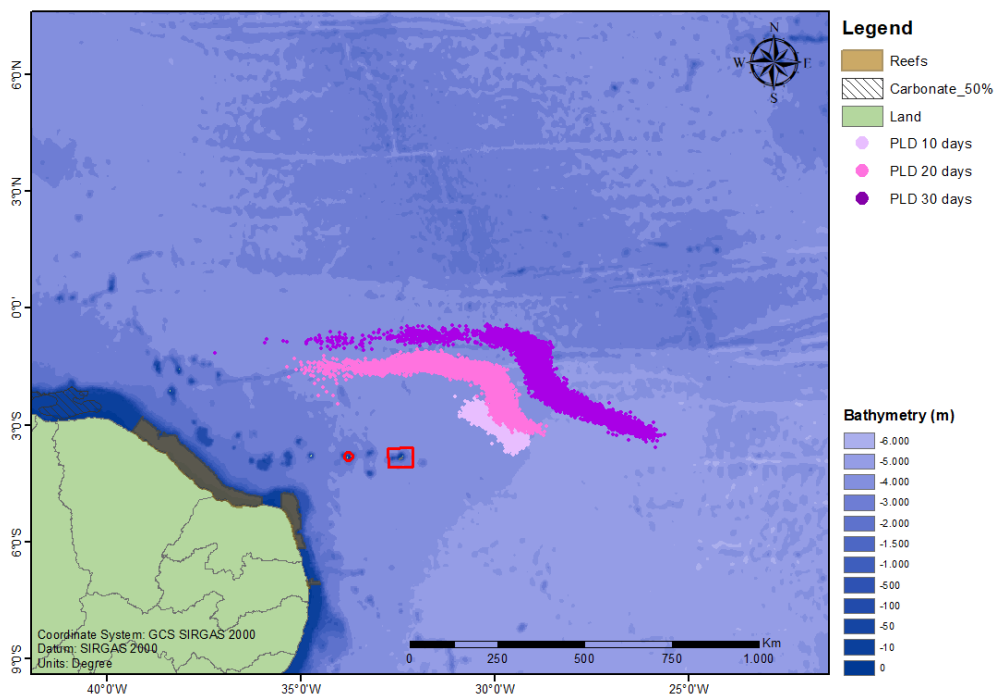 Legend
Reefs
Carbonate_50%
Land
PLD 10 days
PLD 20 days
PLD 30 days
N
W
E
S
6°0'N
3°0'N
0°0'
3°0'S
6°0'S
9°0'S
Bathymetry (m)
-6.000
-5.000
-4.000
-3.000
-2.000
-1.500
-1.000
-500
-100
-50
-10
0
Coordinate System: GCS SIRGAS 2000
Datum: SIRGAS 2000
Units: Degree
Km
0 250 500 750 1.000
40°0'W 35°0'W 30°0'W 25°0'W